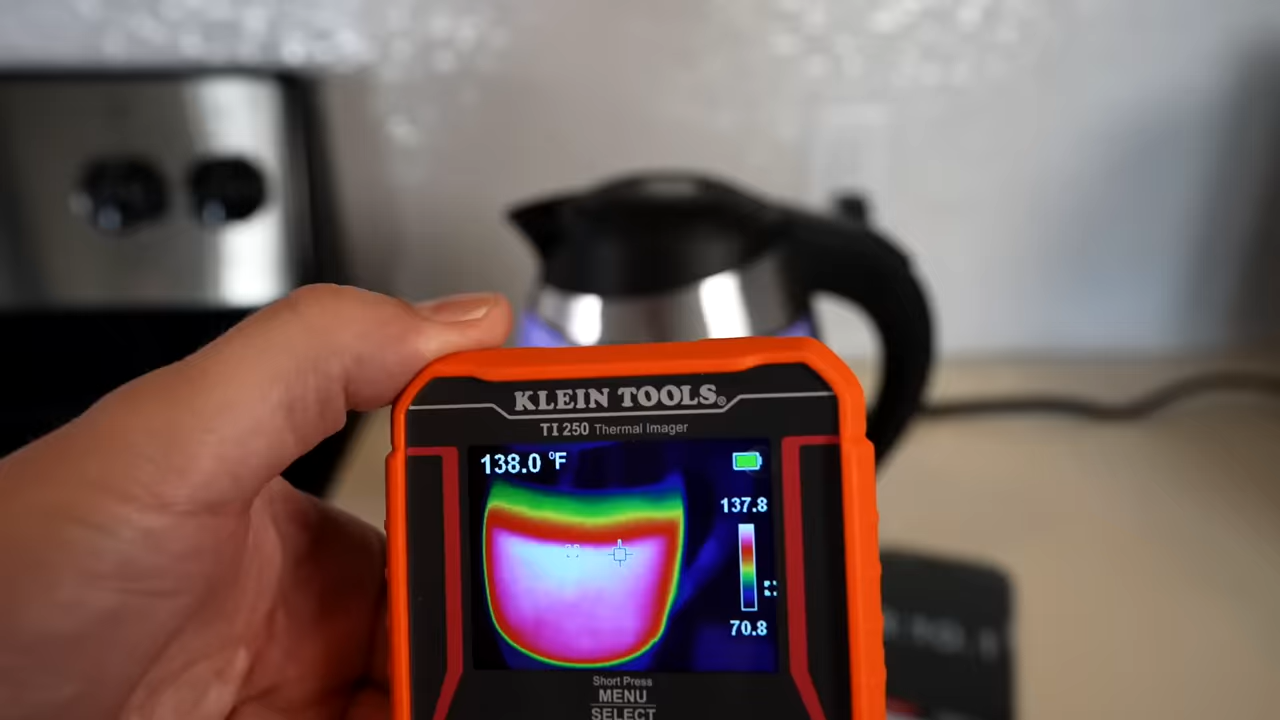 KLEIN TOOLS®
TI 250 Thermal Imager
138.0 °F
137.8
70.8
Short Press
MENU
SELECT